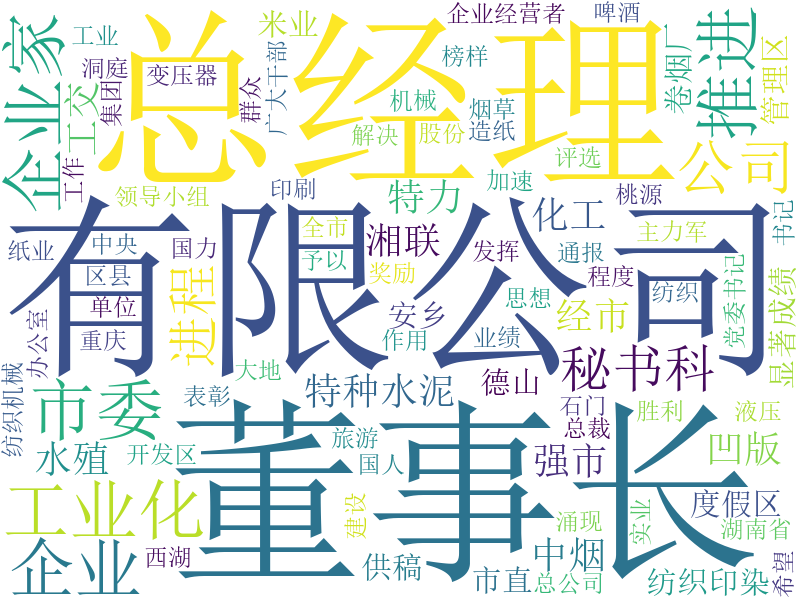 总经理
有限公司
董事长
企业家
工业
洞庭
变压器
集团
工交
工作
米业
群众
广大干部
企业经营者
榜样
机械
烟草
造纸
解决
股份
啤酒
卷烟厂
推进
管理区
公司
评选
领导小组
印刷
特力
加速
桃源
书记
化工
主力军
湘联
全市
予以
发挥
通报
程度
纺织
党委书记
显著成绩
纸业
中央
国力
区县
单位
进程
奖励
安乡
思想
经市
重庆
办公室
作用
业绩
大地
秘书科
纺织机械
市委
表彰
特种水泥
德山
石门
胜利
液压
总裁
凹版
水殖
开发区
旅游
国人
强市
度假区
工业化
建设
涌现
实业
湖南省
企业
西湖
供稿
中烟
市直
总公司
纺织印染
希望